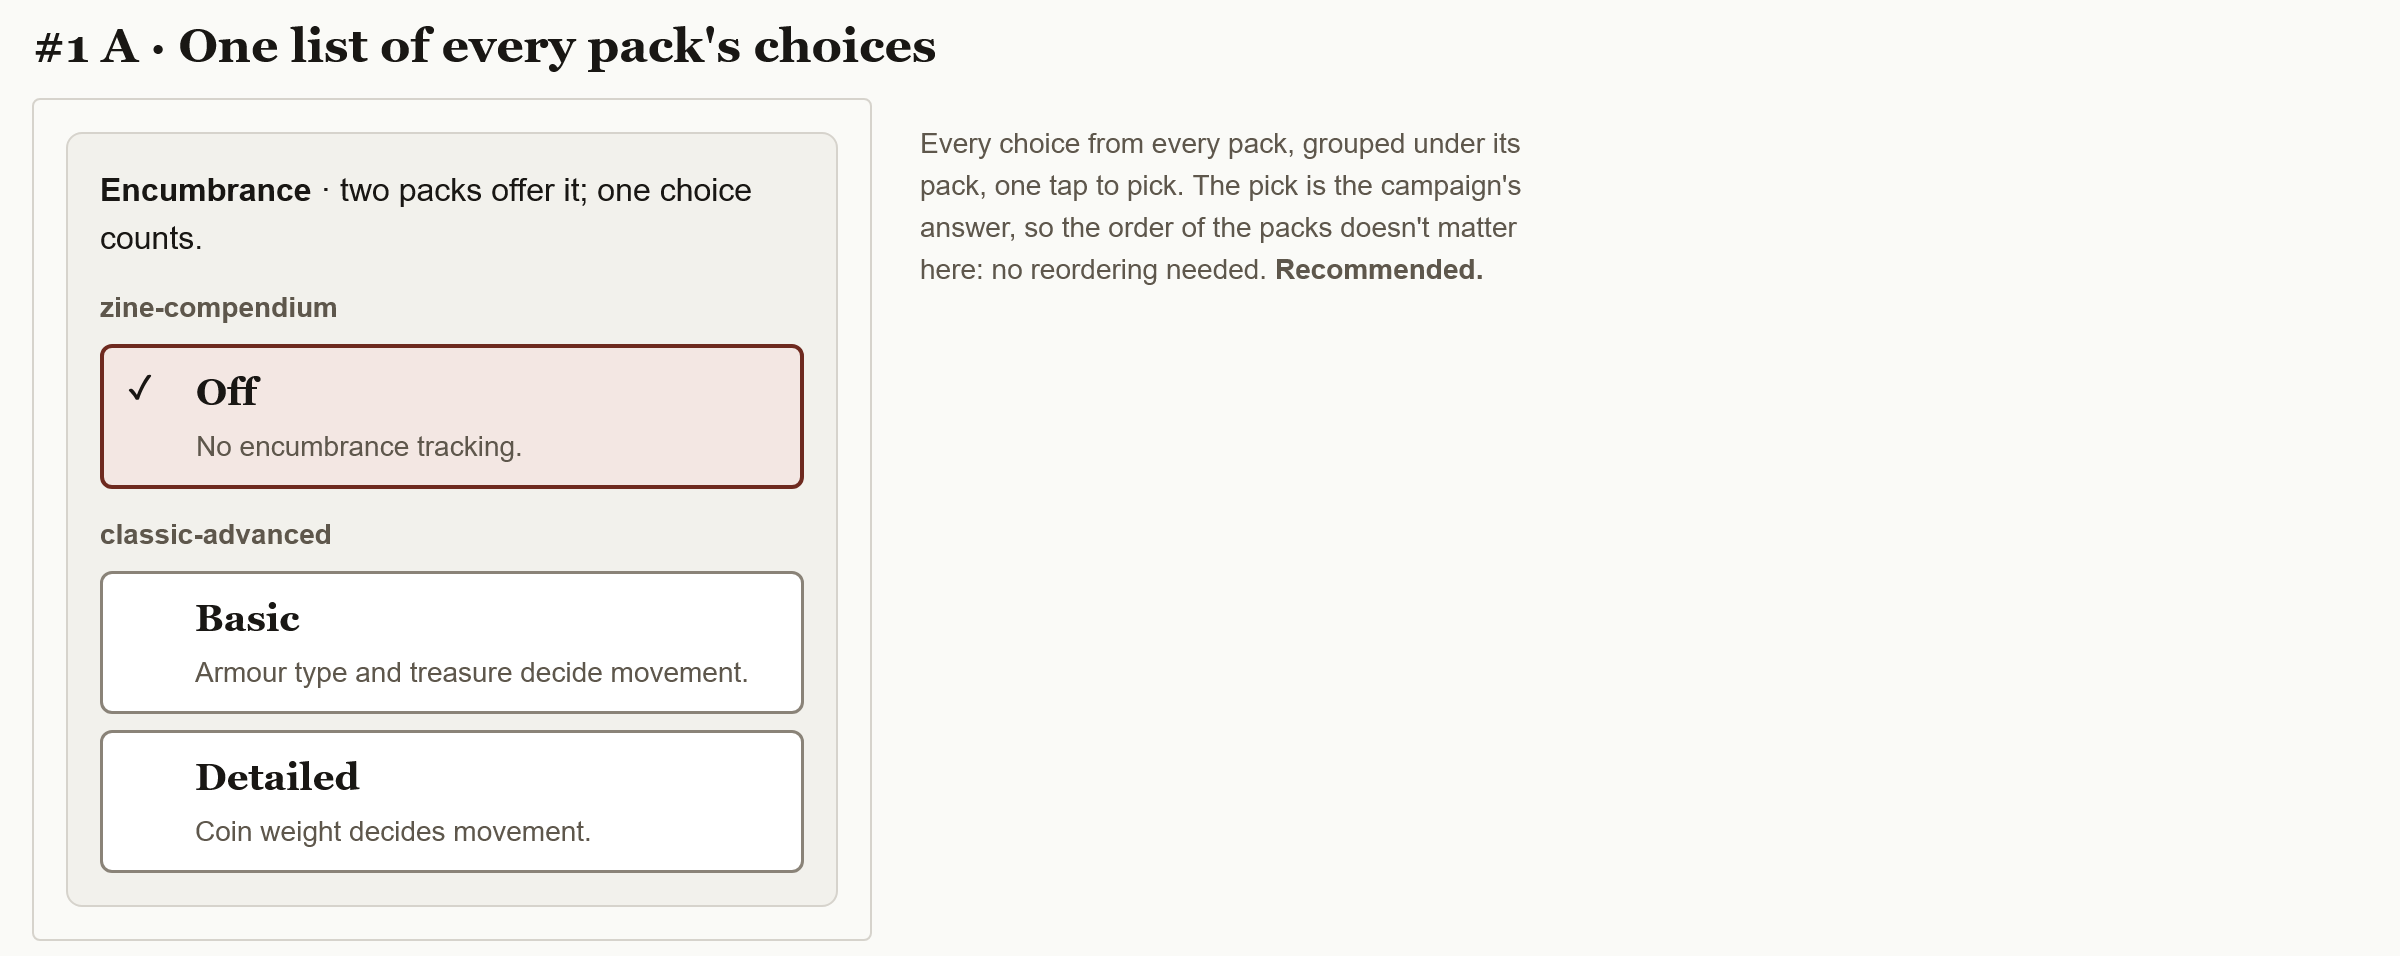 #1 A · One list of every pack's choices
Encumbrance · two packs offer it; one choice
counts.
zine-compendium
✓ Off
No encumbrance tracking.
classic-advanced
Basic
Armour type and treasure decide movement.
Detailed
Coin weight decides movement.
Every choice from every pack, grouped under its
pack, one tap to pick. The pick is the campaign's
answer, so the order of the packs doesn't matter
here: no reordering needed. Recommended.